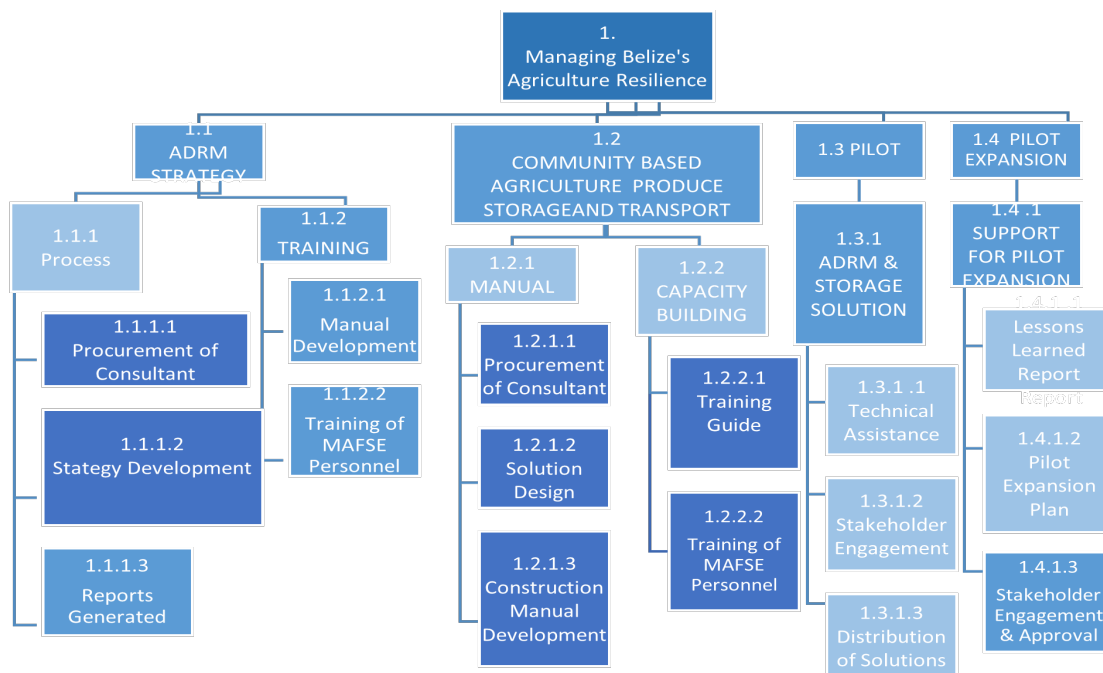 1.
Managing Belize's
Agriculture Resilience
1.1
ADRM
STRATEGY
1.1.1
Process
1.1.1.1
Procurement of
Consultant
1.1.1.2
Stategy Development
1.1.1.3
Reports
Generated
1.1.2
TRAINING
1.1.2.1
Manual
Development
1.1.2.2
Training of
MAFSE
Personnel
1.2
COMMUNITY BASED
AGRICULTURE PRODUCE
STORAGEAND TRANSPORT
1.2.1
MANUAL
1.2.1.1
Procurement
of Consultant
1.2.1.2
Solution
Design
1.2.1.3
Construction
Manual
Development
1.2.2
CAPACITY
BUILDING
1.2.2.1
Training
Guide
1.2.2.2
Training of
MAFSE
Personnel
1.3 PILOT
1.3.1
ADRM &
STORAGE
SOLUTION
1.3.1 .1
Technical
Assistance
1.3.1.2
Stakeholder
Engagement
1.3.1.3
Distribution
of Solutions
1.4 PILOT
EXPANSION
1.4 .1
SUPPORT
FOR PILOT
EXPANSION
1.4.1 .1
Lessons
Learned
Report
Report
1.4.1.2
Pilot
Expansion
Plan
1.4.1.3
Stakeholder
Engagement
& Approval